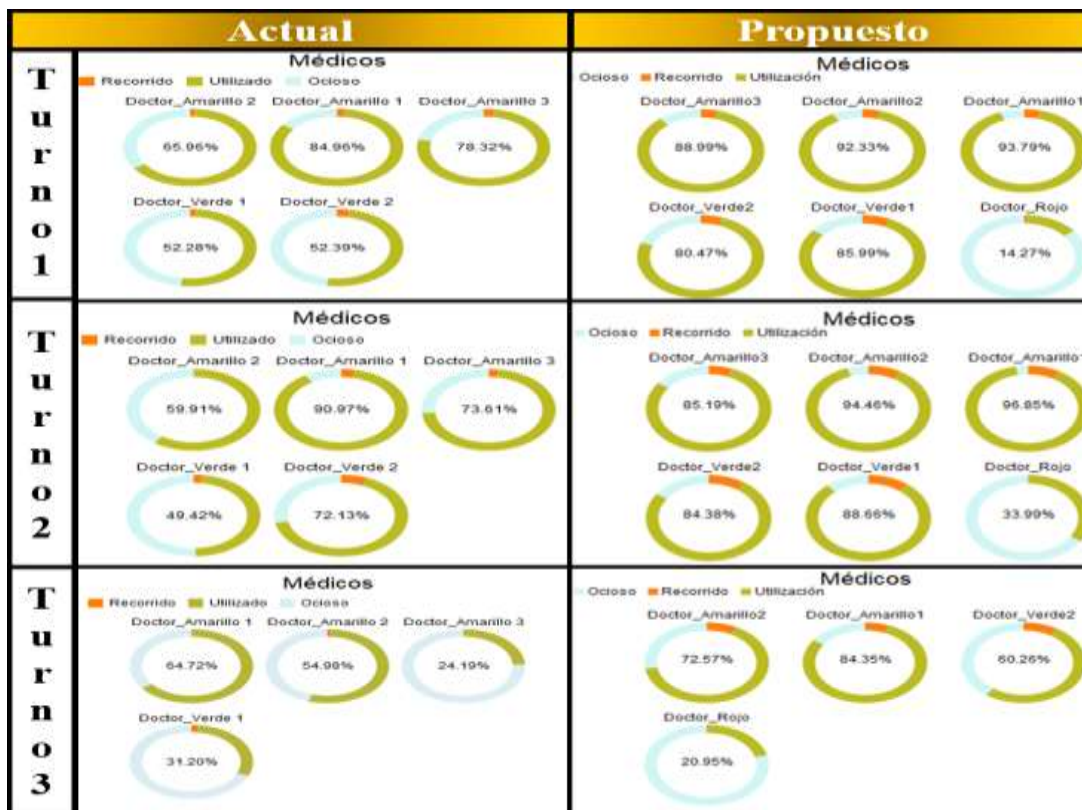 Actual
Propuesto
Turno1
Médicos
Recorrido Utilizado Ocioso
Doctor_Amarillo 2 Doctor_Amarillo 1 Doctor_Amarillo 3
65.96% 84.96% 78.32%
Doctor_Verde 1 Doctor_Verde 2
52.28% 52.39%
Médicos
Ocioso Recorrido Utilización
Doctor_Amarillo3 Doctor_Amarillo2 Doctor_Amarillo1
88.99% 92.33% 93.79%
Doctor_Verde2 Doctor_Verde1 Doctor_Rojo
80.47% 85.99% 14.27%
Turno2
Médicos
Recorrido Utilizado Ocioso
Doctor_Amarillo 2 Doctor_Amarillo 1 Doctor_Amarillo 3
59.91% 90.97% 73.61%
Doctor_Verde 1 Doctor_Verde 2
49.42% 72.13%
Médicos
Ocioso Recorrido Utilización
Doctor_Amarillo3 Doctor_Amarillo2 Doctor_Amarillo1
85.19% 94.46% 96.85%
Doctor_Verde2 Doctor_Verde1 Doctor_Rojo
84.38% 88.66% 33.99%
Turno3
Médicos
Recorrido Utilizado Ocioso
Doctor_Amarillo 1 Doctor_Amarillo 2 Doctor_Amarillo 3
64.72% 54.98% 24.19%
Doctor_Verde 1
31.20%
Médicos
Ocioso Recorrido Utilización
Doctor_Amarillo2 Doctor_Amarillo1 Doctor_Verde2
72.57% 84.35% 60.26%
Doctor_Rojo
20.95%